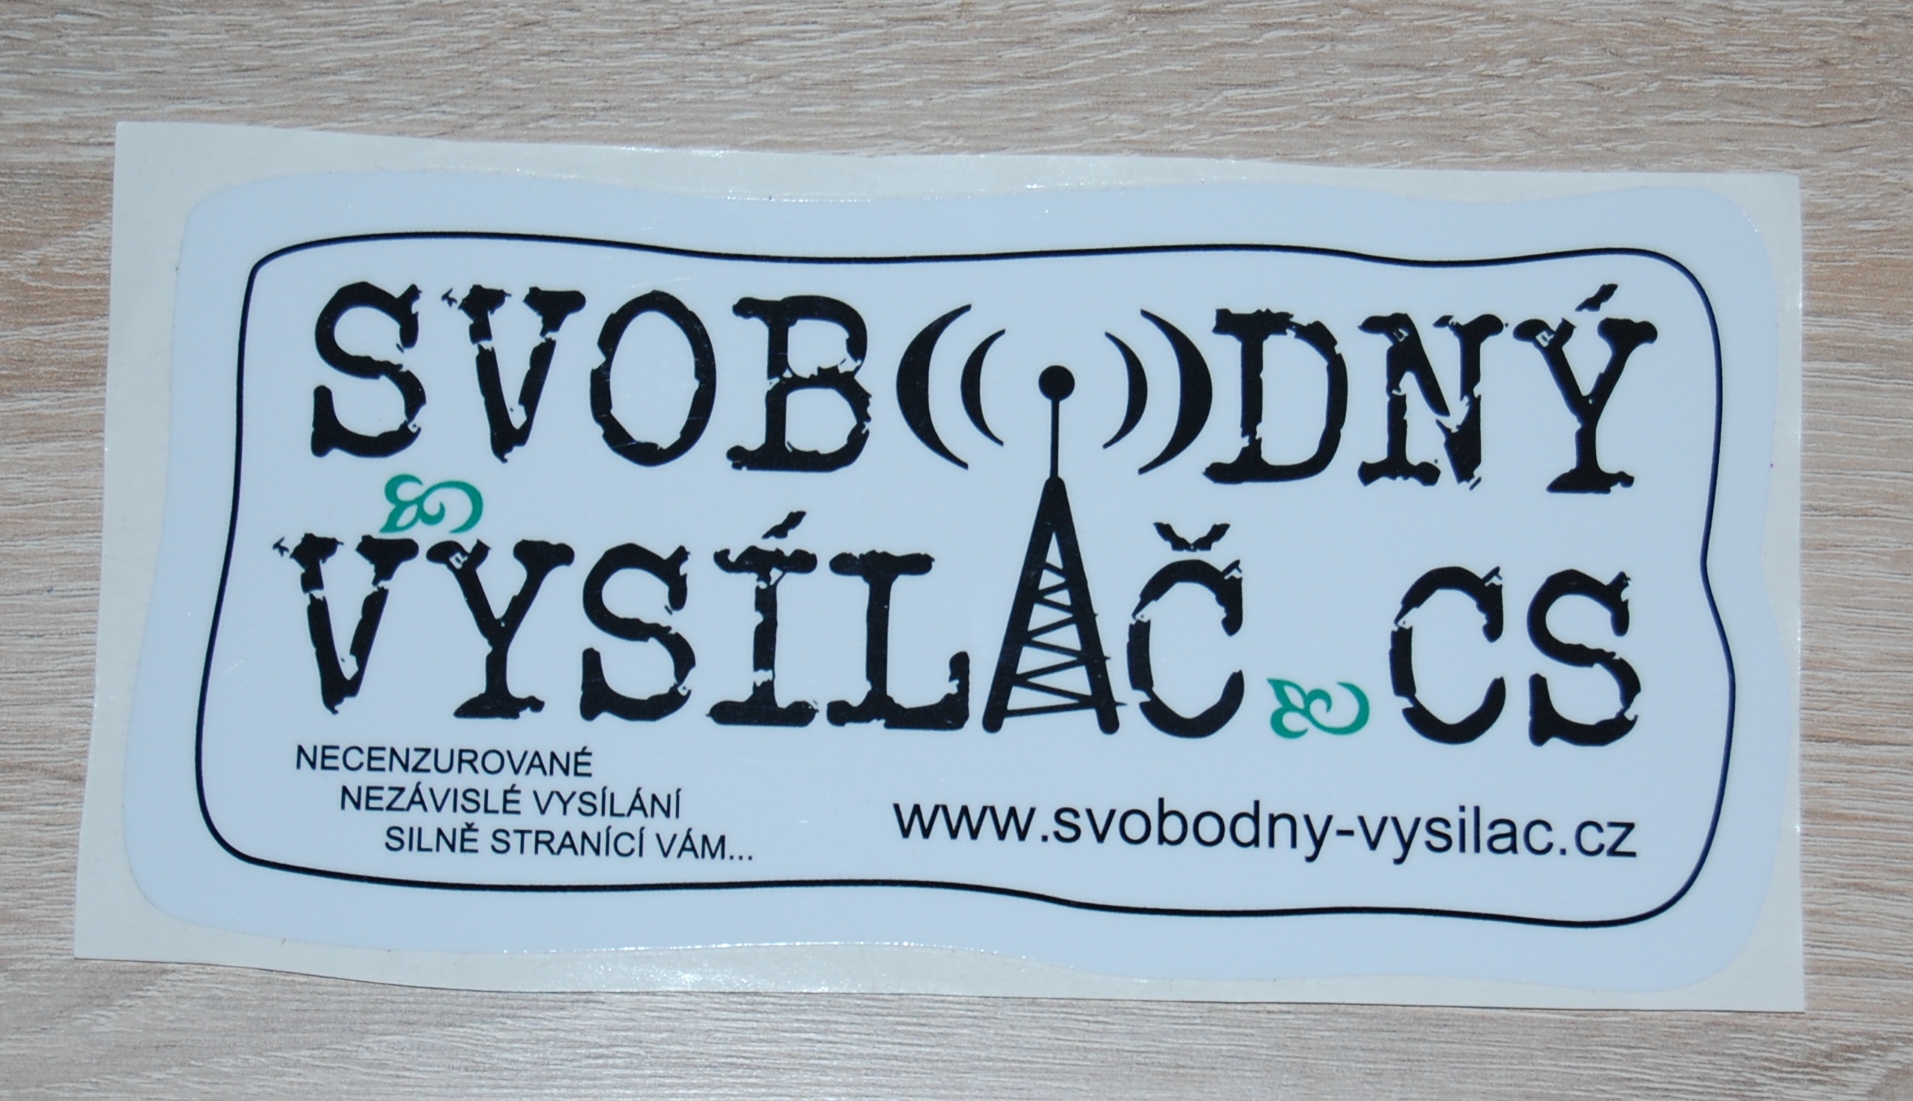 SVOBODNÝ
VYSÍLAČ.CS
NECENZUROVANÉ
NEZÁVISLÉ VYSÍLÁNÍ
SILNĚ STRANÍCÍ VÁM...
www.svobodny-vysilac.cz